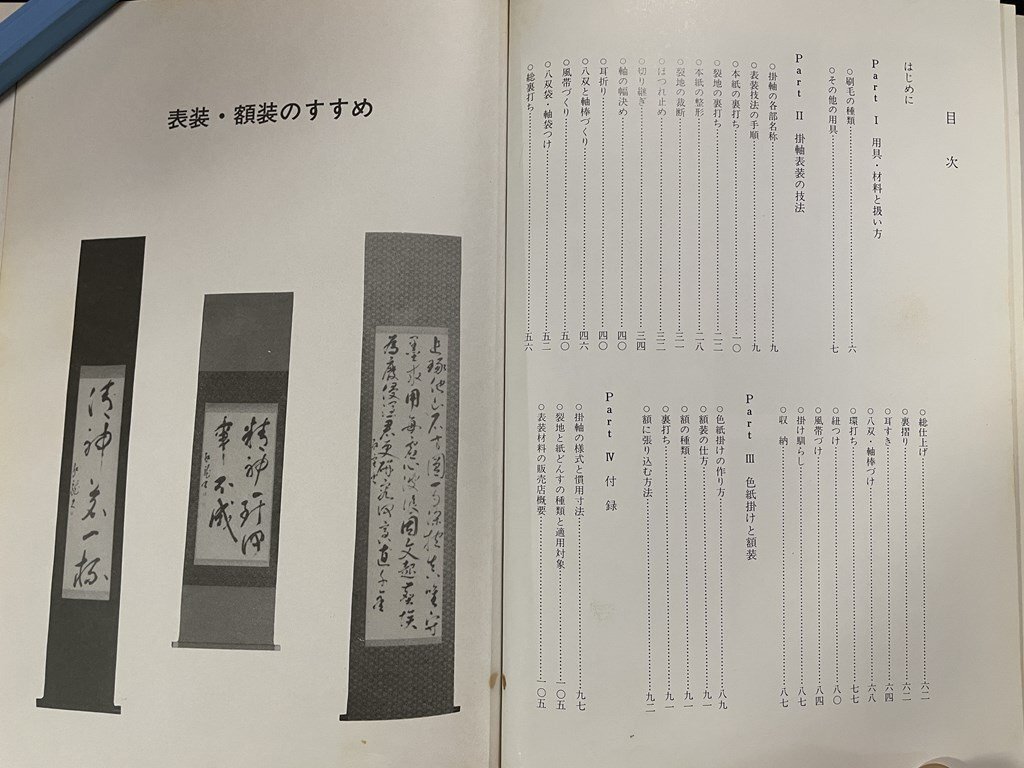 目次
はじめに
Part Ⅰ 用具・材料と扱い方
○刷毛の種類……六
○その他の用具……七
Part Ⅱ 掛軸表装の技法
○掛軸の各部名称……九
○表装技法の手順……九
○本紙の裏打ち……一〇
○裂地の裏打ち……二二
○本紙の整形……二八
○裂地の裁断……三一
○ほつれ止め……三二
○切り継ぎ……三四
○軸の幅決め……四〇
○耳折り……四〇
○八双と軸棒づくり……四六
○風帯づくり……五〇
○八双袋・軸袋つけ……五二
○総裏打ち……五六
○総仕上げ……六二
○裏摺り……六二
○耳すき……六四
○八双・軸棒づけ……六八
○環打ち……七七
○紐つけ……八〇
○風帯づけ……八四
○掛け馴らし……八七
○収納……八七
Part Ⅲ 色紙掛けと額装
○色紙掛けの作り方……八九
○額装の仕方……九一
○額の種類……九一
○裏打ち……九一
○額に張り込む方法……九二
Part Ⅳ 付録
○掛軸の様式と慣用寸法……九七
○裂地と紙どんすの種類と適用対象……一〇五
○表装材料の販売店概要……一〇五
表装・額装のすすめ
精神一到何
事不成
清神茗一杯